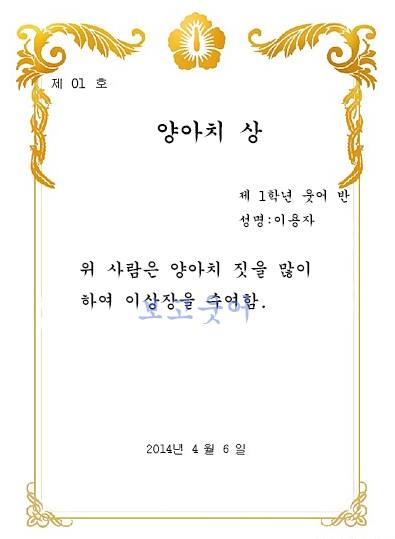 제 01 호
양아치 상
제 1학년 웃어 반
성명:이용자
위 사람은 양아치 짓을 많이
하여 이상장을 수여함.
보고웃어
2014년 4월 6일